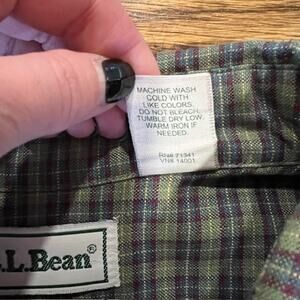 MACHINE WASH
COLD WITH
LIKE COLORS,
DO NOT BLEACH,
TUMBLE DRY LOW,
WARM IRON IF
NEEDED.
RN# 71341
VN# 14001
.L.Bean®